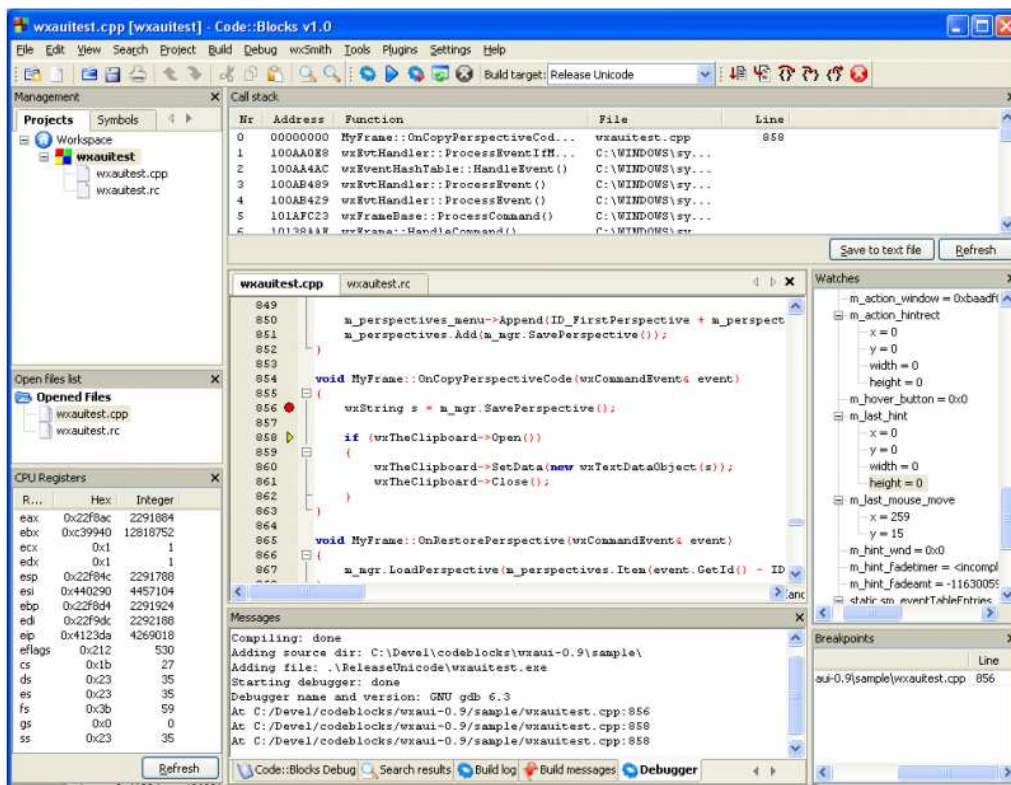 wxauitest.cpp [wxauitest] - Code::Blocks v1.0
File Edit View Search Project Build Debug wxSmith Tools Plugins Settings Help
Build target: Release Unicode
Management
Projects Symbols
Workspace
wxauitest
wxauitest.cpp
wxauitest.rc
Call stack
Nr Address Function File Line
0 00000000 MyFrame::OnCopyPerspectiveCod... wxauitest.cpp 858
1 100AA0E8 wxEvtHandler::ProcessEventIfM... C:\WINDOWS\sy...
2 100AA4AC wxEventHashTable::HandleEvent() C:\WINDOWS\sy...
3 100AB489 wxEvtHandler::ProcessEvent() C:\WINDOWS\sy...
4 100AB429 wxEvtHandler::ProcessEvent() C:\WINDOWS\sy...
5 101AFC23 wxFrameBase::ProcessCommand() C:\WINDOWS\sy...
6 10138AAF wxFrame::HandleCommand() C:\WINDOWS\sy
Save to text file Refresh
Open files list
Opened Files
wxauitest.cpp
wxauitest.rc
CPU Registers
R... Hex Integer
eax 0x22f8ac 2291884
ebx 0xc39940 12818752
ecx 0x1 1
edx 0x1 1
esp 0x22f84c 2291788
esi 0x440290 4457104
ebp 0x22f8d4 2291924
edi 0x22f9dc 2292188
eip 0x4123da 4269018
eflags 0x212 530
cs 0x1b 27
ds 0x23 35
es 0x23 35
fs 0x3b 59
gs 0x0 0
ss 0x23 35
Refresh
wxauitest.cpp wxauitest.rc
849
850 m_perspectives_menu->Append(ID_FirstPerspective + m_perspect
851 m_perspectives.Add(m_mgr.SavePerspective());
852 }
853
854 void MyFrame::OnCopyPerspectiveCode(wxCommandEvent& event)
855 {
856 wxString s = m_mgr.SavePerspective();
857
858 if (wxTheClipboard->Open())
859 {
860 wxTheClipboard->SetData(new wxTextDataObject(s));
861 wxTheClipboard->Close();
862 }
863 }
864
865 void MyFrame::OnRestorePerspective(wxCommandEvent& event)
866 {
867 m_mgr.LoadPerspective(m_perspectives.Item(event.GetId() - ID
Messages
Compiling: done
Adding source dir: C:\Devel\codeblocks\wxaui-0.9\sample\
Adding file: .\ReleaseUnicode\wxauitest.exe
Starting debugger: done
Debugger name and version: GNU gdb 6.3
At C:/Devel/codeblocks/wxaui-0.9/sample/wxauitest.cpp:856
At C:/Devel/codeblocks/wxaui-0.9/sample/wxauitest.cpp:858
At C:/Devel/codeblocks/wxaui-0.9/sample/wxauitest.cpp:858
Code::Blocks Debug Search results Build log Build messages Debugger
Watches
m_action_window = 0xbaadf(
m_action_hintrect
x = 0
y = 0
width = 0
height = 0
m_hover_button = 0x0
m_last_hint
x = 0
y = 0
width = 0
height = 0
m_last_mouse_move
x = 259
y = 15
m_hint_wnd = 0x0
m_hint_fadetimer = <incompl
m_hint_fadeamt = -11630059
static sm_eventTableEntries
Breakpoints
Line
aui-0.9\sample\wxauitest.cpp 856